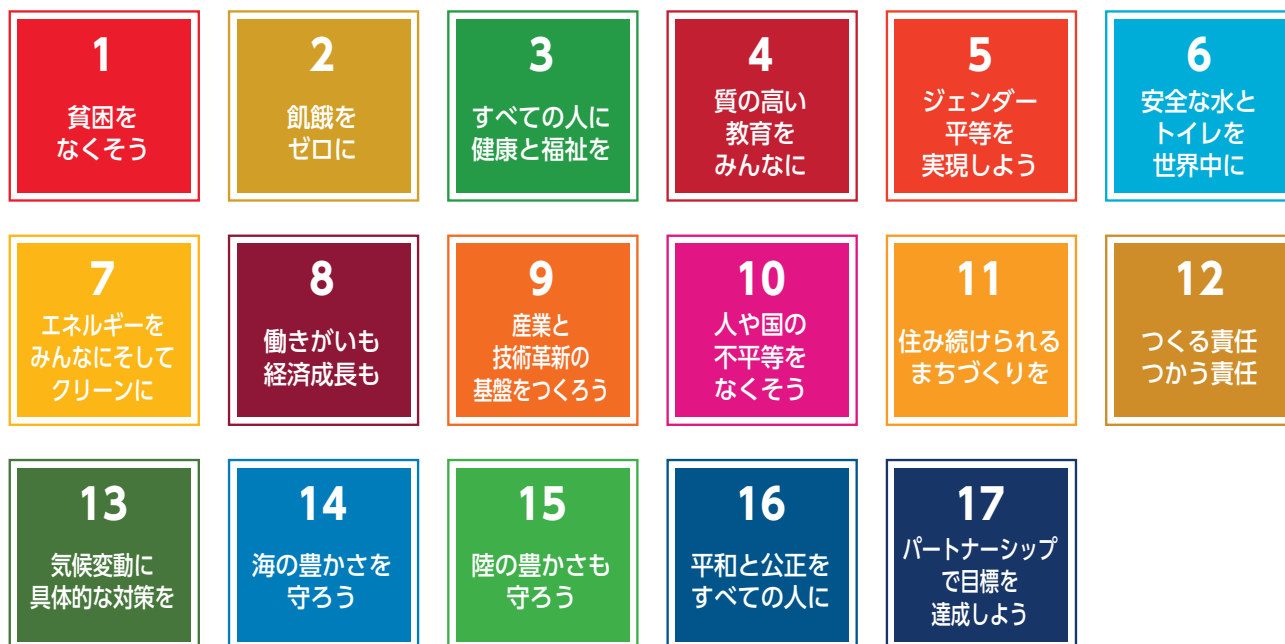 1
貧困を
なくそう
2
飢餓を
ゼロに
3
すべての人に
健康と福祉を
4
質の高い
教育を
みんなに
5
ジェンダー
平等を
実現しよう
6
安全な水と
トイレを
世界中に
7
エネルギーを
みんなにそして
クリーンに
8
働きがいも
経済成長も
9
産業と
技術革新の
基盤をつくろう
10
人や国の
不平等を
なくそう
11
住み続けられる
まちづくりを
12
つくる責任
つかう責任
13
気候変動に
具体的な対策を
14
海の豊かさを
守ろう
15
陸の豊かさも
守ろう
16
平和と公正を
すべての人に
17
パートナーシップ
で目標を
達成しよう